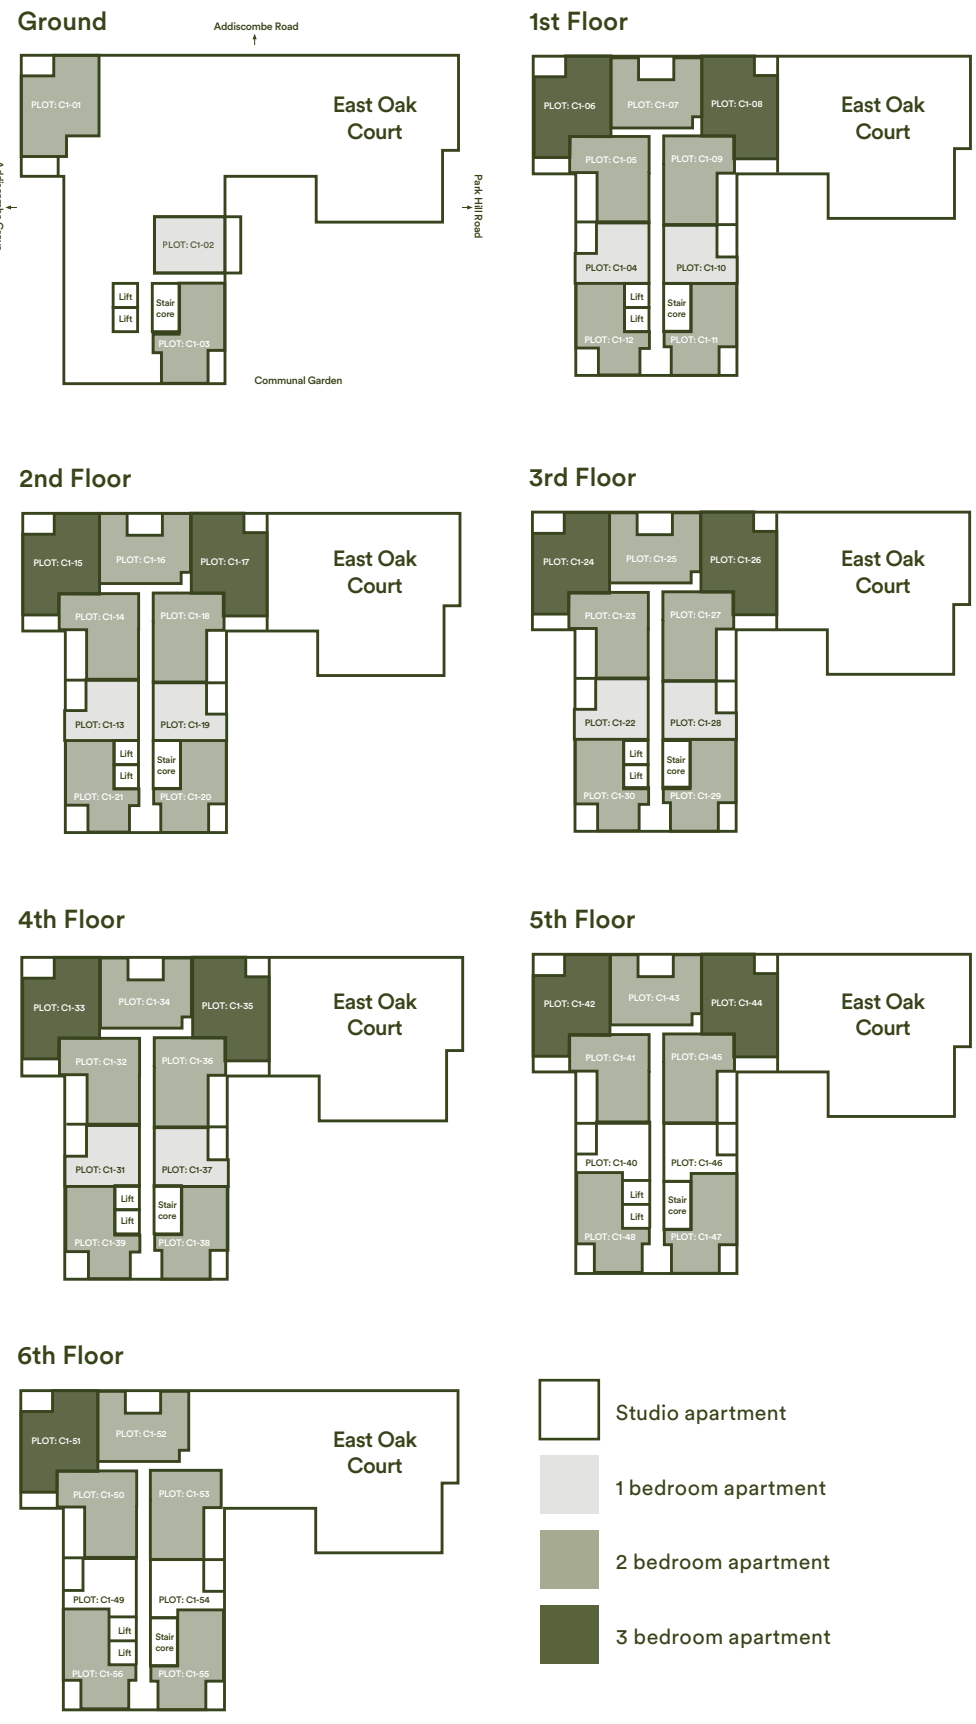 Ground
Addiscombe Road
PLOT: C1-01
East Oak
Court
Park Hill Road
PLOT: C1-02
Lift
Lift
Stair
core
PLOT: C1-03
Communal Garden
1st Floor
PLOT: C1-06
PLOT: C1-07
PLOT: C1-08
East Oak
Court
PLOT: C1-05
PLOT: C1-09
PLOT: C1-04
PLOT: C1-10
Lift
Lift
Stair
core
PLOT: C1-12
PLOT: C1-11
2nd Floor
PLOT: C1-15
PLOT: C1-16
PLOT: C1-17
East Oak
Court
PLOT: C1-14
PLOT: C1-18
PLOT: C1-13
PLOT: C1-19
Lift
Lift
Stair
core
PLOT: C1-21
PLOT: C1-20
3rd Floor
PLOT: C1-24
PLOT: C1-25
PLOT: C1-26
East Oak
Court
PLOT: C1-23
PLOT: C1-27
PLOT: C1-22
PLOT: C1-28
Lift
Lift
Stair
core
PLOT: C1-30
PLOT: C1-29
4th Floor
PLOT: C1-33
PLOT: C1-34
PLOT: C1-35
East Oak
Court
PLOT: C1-32
PLOT: C1-36
PLOT: C1-31
PLOT: C1-37
Lift
Lift
Stair
core
PLOT: C1-39
PLOT: C1-38
5th Floor
PLOT: C1-42
PLOT: C1-43
PLOT: C1-44
East Oak
Court
PLOT: C1-41
PLOT: C1-45
PLOT: C1-40
PLOT: C1-46
Lift
Lift
Stair
core
PLOT: C1-48
PLOT: C1-47
6th Floor
PLOT: C1-51
PLOT: C1-52
East Oak
Court
PLOT: C1-50
PLOT: C1-53
PLOT: C1-49
PLOT: C1-54
Lift
Lift
Stair
core
PLOT: C1-56
PLOT: C1-55
Studio apartment
1 bedroom apartment
2 bedroom apartment
3 bedroom apartment